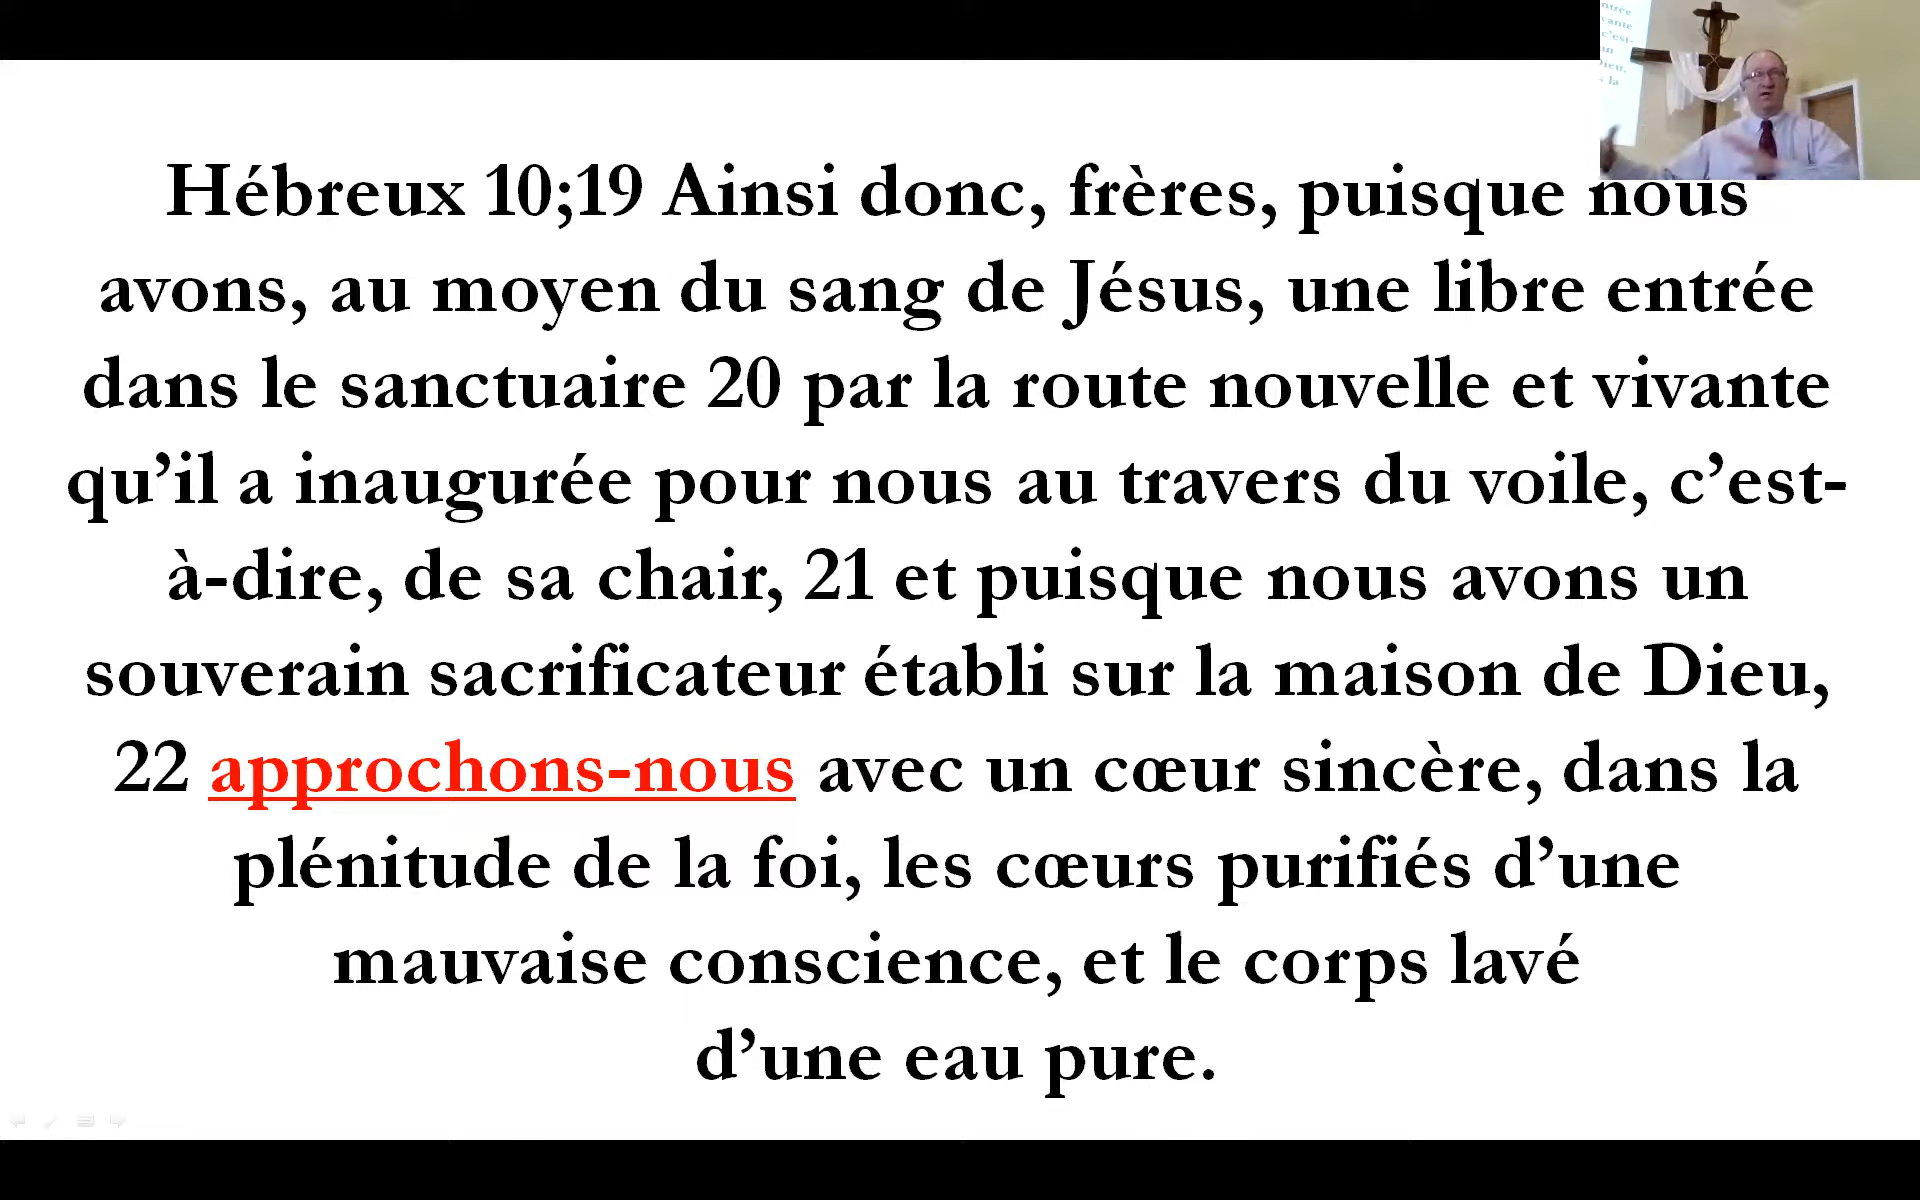 Hébreux 10;19 Ainsi donc, frères, puisque nous
avons, au moyen du sang de Jésus, une libre entrée
dans le sanctuaire 20 par la route nouvelle et vivante
qu’il a inaugurée pour nous au travers du voile, c’est-
à-dire, de sa chair, 21 et puisque nous avons un
souverain sacrificateur établi sur la maison de Dieu,
22 approchons-nous avec un cœur sincère, dans la
plénitude de la foi, les cœurs purifiés d’une
mauvaise conscience, et le corps lavé
d’une eau pure.